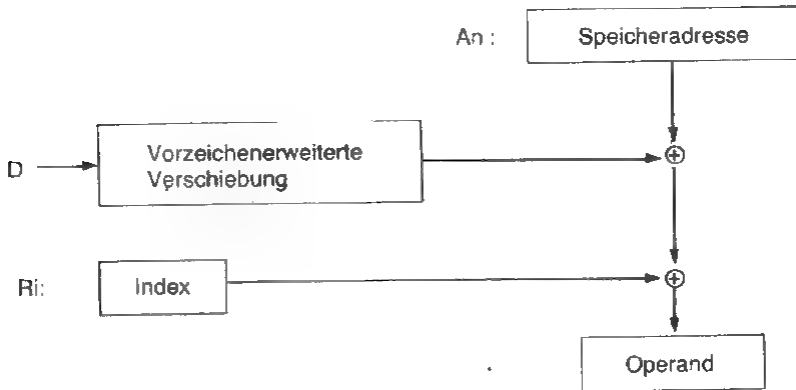 An :
Speicheradresse
D
Vorzeichenerweiterte
Verschiebung
Ri:
Index
Operand